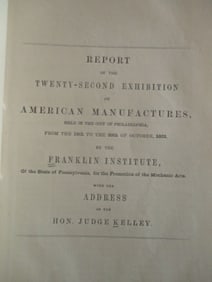 REPORT
OF THE
TWENTY-SECOND EXHIBITION
OF
AMERICAN MANUFACTURES,
HELD IN THE CITY OF PHILADELPHIA,
FROM THE TO THE OF OCTOBER,
BY THE
FRANKLIN INSTITUTE,
Of the State of Pennsylvania, for the Promotion of the Mechanic Arts.
WITH THE
ADDRESS
OF THE
HON. JUDGE KELLEY.